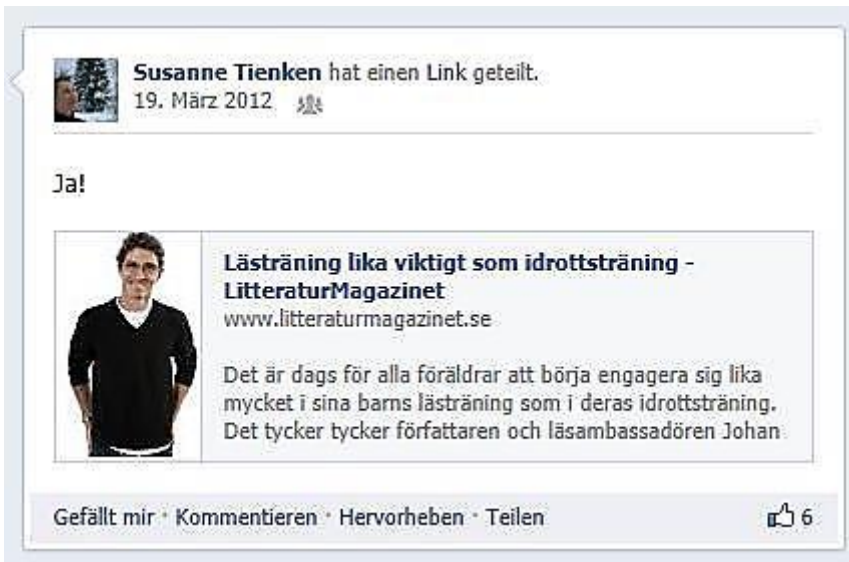 Susanne Tienken hat einen Link geteilt.
19. März 2012
Ja!
Lästräning lika viktigt som idrottsträning -
LitteraturMagazinet
www.litteraturmagazinet.se
Det är dags för alla föräldrar att börja engagera sig lika
mycket i sina barns lästräning som i deras idrottsträning.
Det tycker tycker författaren och läsambassadören Johan
Gefällt mir · Kommentieren · Hervorheben · Teilen
6